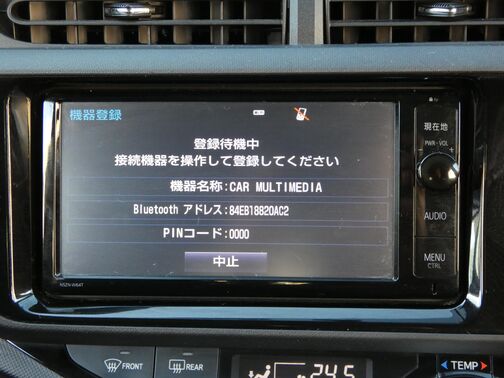 機器登録
登録待機中
接続機器を操作して登録してください
機器名称:CAR MULTIMEDIA
Bluetooth アドレス:84EB18820AC2
PINコード:0000
中止
現在地
PWR・VOL
AUDIO
MENU
CTRL
NSZN-W64T
FRONT
REAR
24.5
TEMP